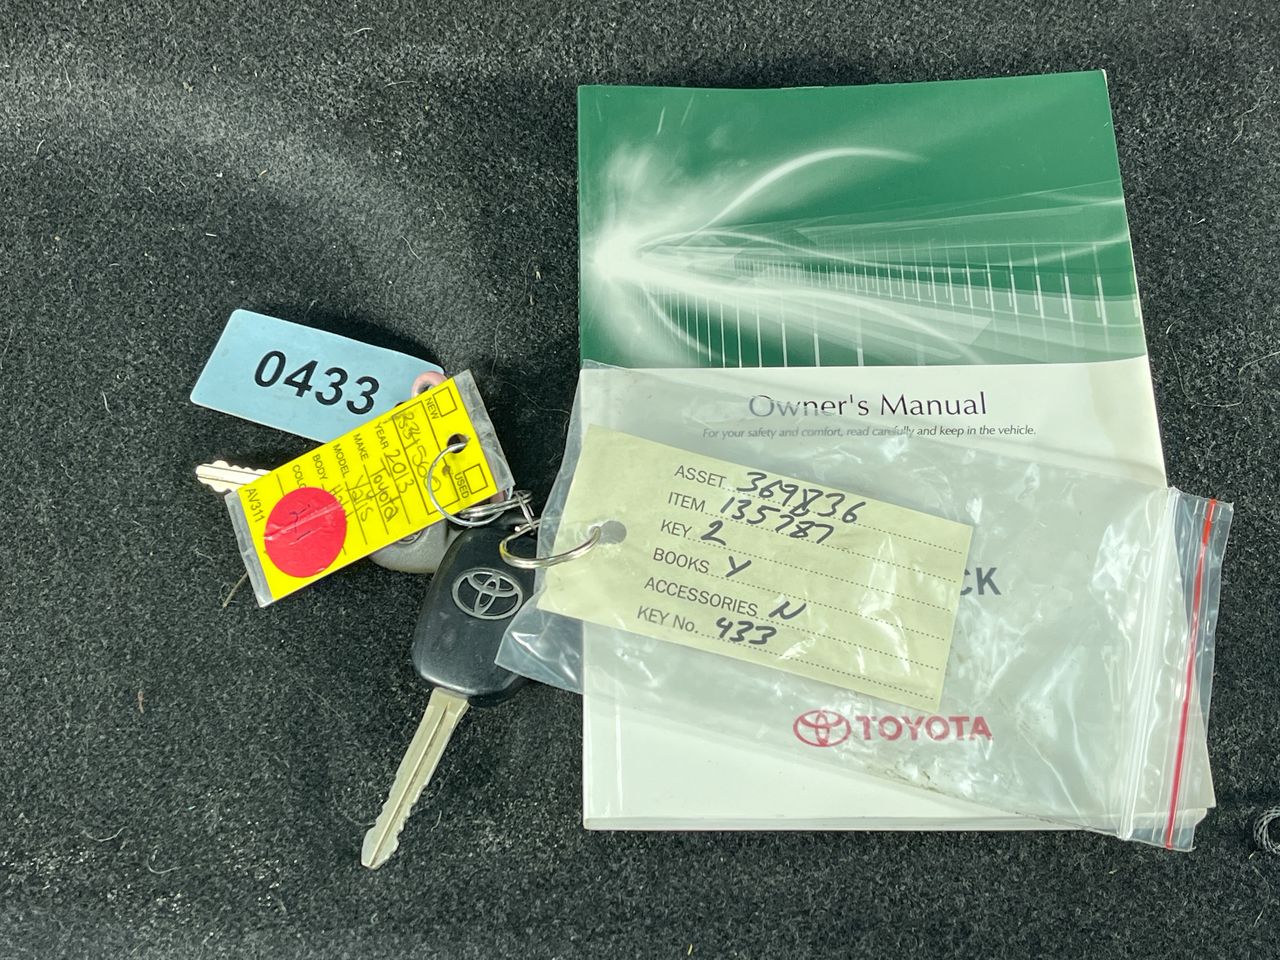 Owner's Manual
For your safety and comfort, read carefully and keep in the vehicle.
CK
TOYOTA
0433
NEW
USED
YEAR 2013
MAKE Toyota
MODEL Yaris
BODY
COLO
AV311
ASSET 369836
ITEM 135787
KEY 2
BOOKS Y
ACCESSORIES N
KEY No. 433